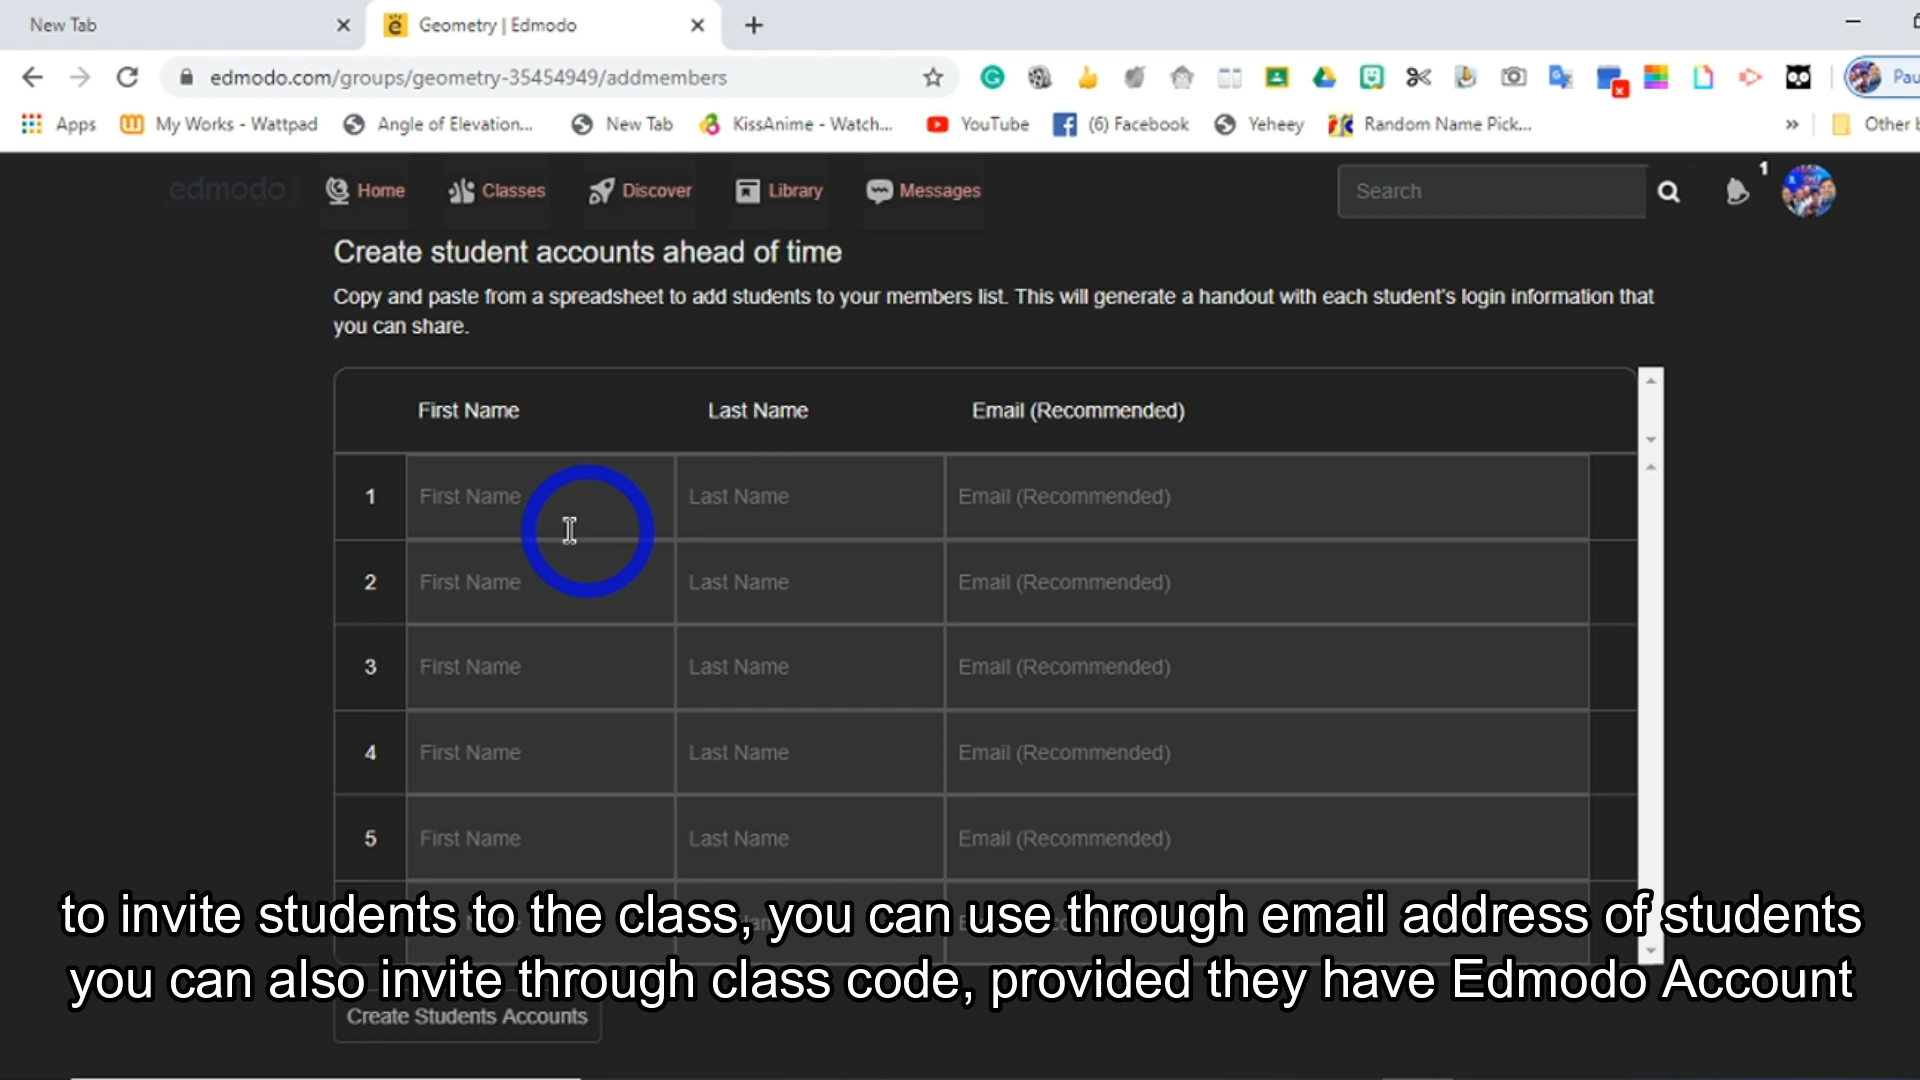 New Tab
Geometry | Edmodo
edmodo.com/groups/geometry-35454949/addmembers
Pau
Apps
My Works - Wattpad
Angle of Elevation...
New Tab
KissAnime - Watch...
YouTube
(6) Facebook
Yeheey
Random Name Pick...
»
Other b
edmodo
Home
Classes
Discover
Library
Messages
Search
1
Create student accounts ahead of time
Copy and paste from a spreadsheet to add students to your members list. This will generate a handout with each student's login information that
you can share.
First Name Last Name Email (Recommended)
1 First Name Last Name Email (Recommended)
2 First Name Last Name Email (Recommended)
3 First Name Last Name Email (Recommended)
4 First Name Last Name Email (Recommended)
5 First Name Last Name Email (Recommended)
to invite students to the class, you can use through email address of students
you can also invite through class code, provided they have Edmodo Account
Create Students Accounts